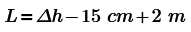 L = Δh − 15 cm + 2 m